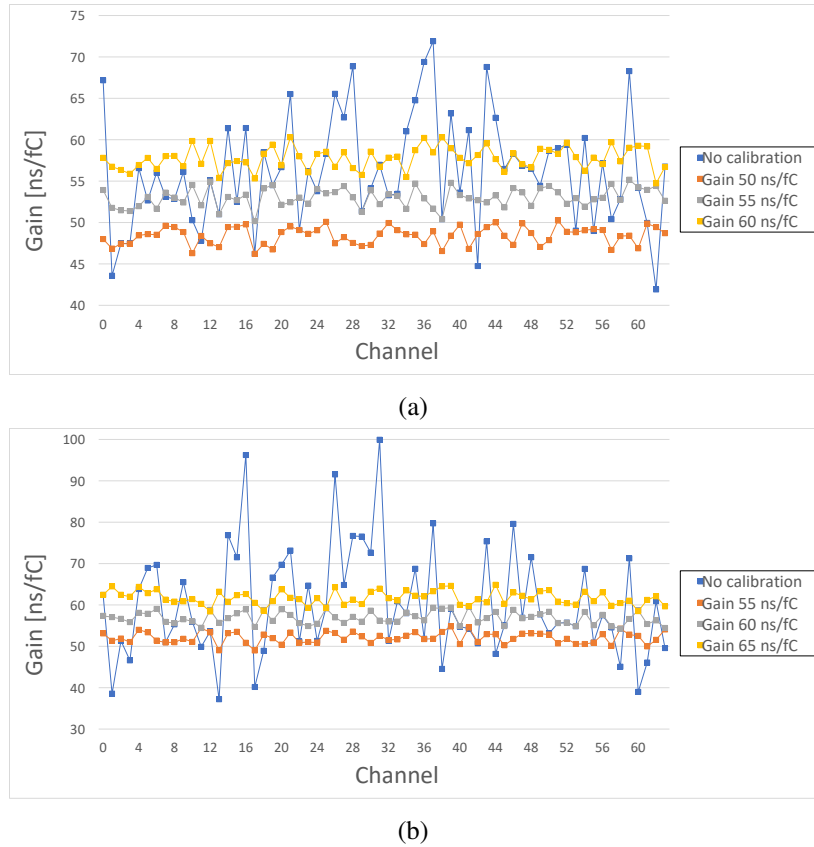 75
70
65
60
55
50
45
40
Gain [ns/fC]
0 4 8 12 16 20 24 28 32 36 40 44 48 52 56 60
Channel
No calibration
Gain 50 ns/fC
Gain 55 ns/fC
Gain 60 ns/fC
(a)
100
90
80
70
60
50
40
30
Gain [ns/fC]
0 4 8 12 16 20 24 28 32 36 40 44 48 52 56 60
Channel
No calibration
Gain 55 ns/fC
Gain 60 ns/fC
Gain 65 ns/fC
(b)